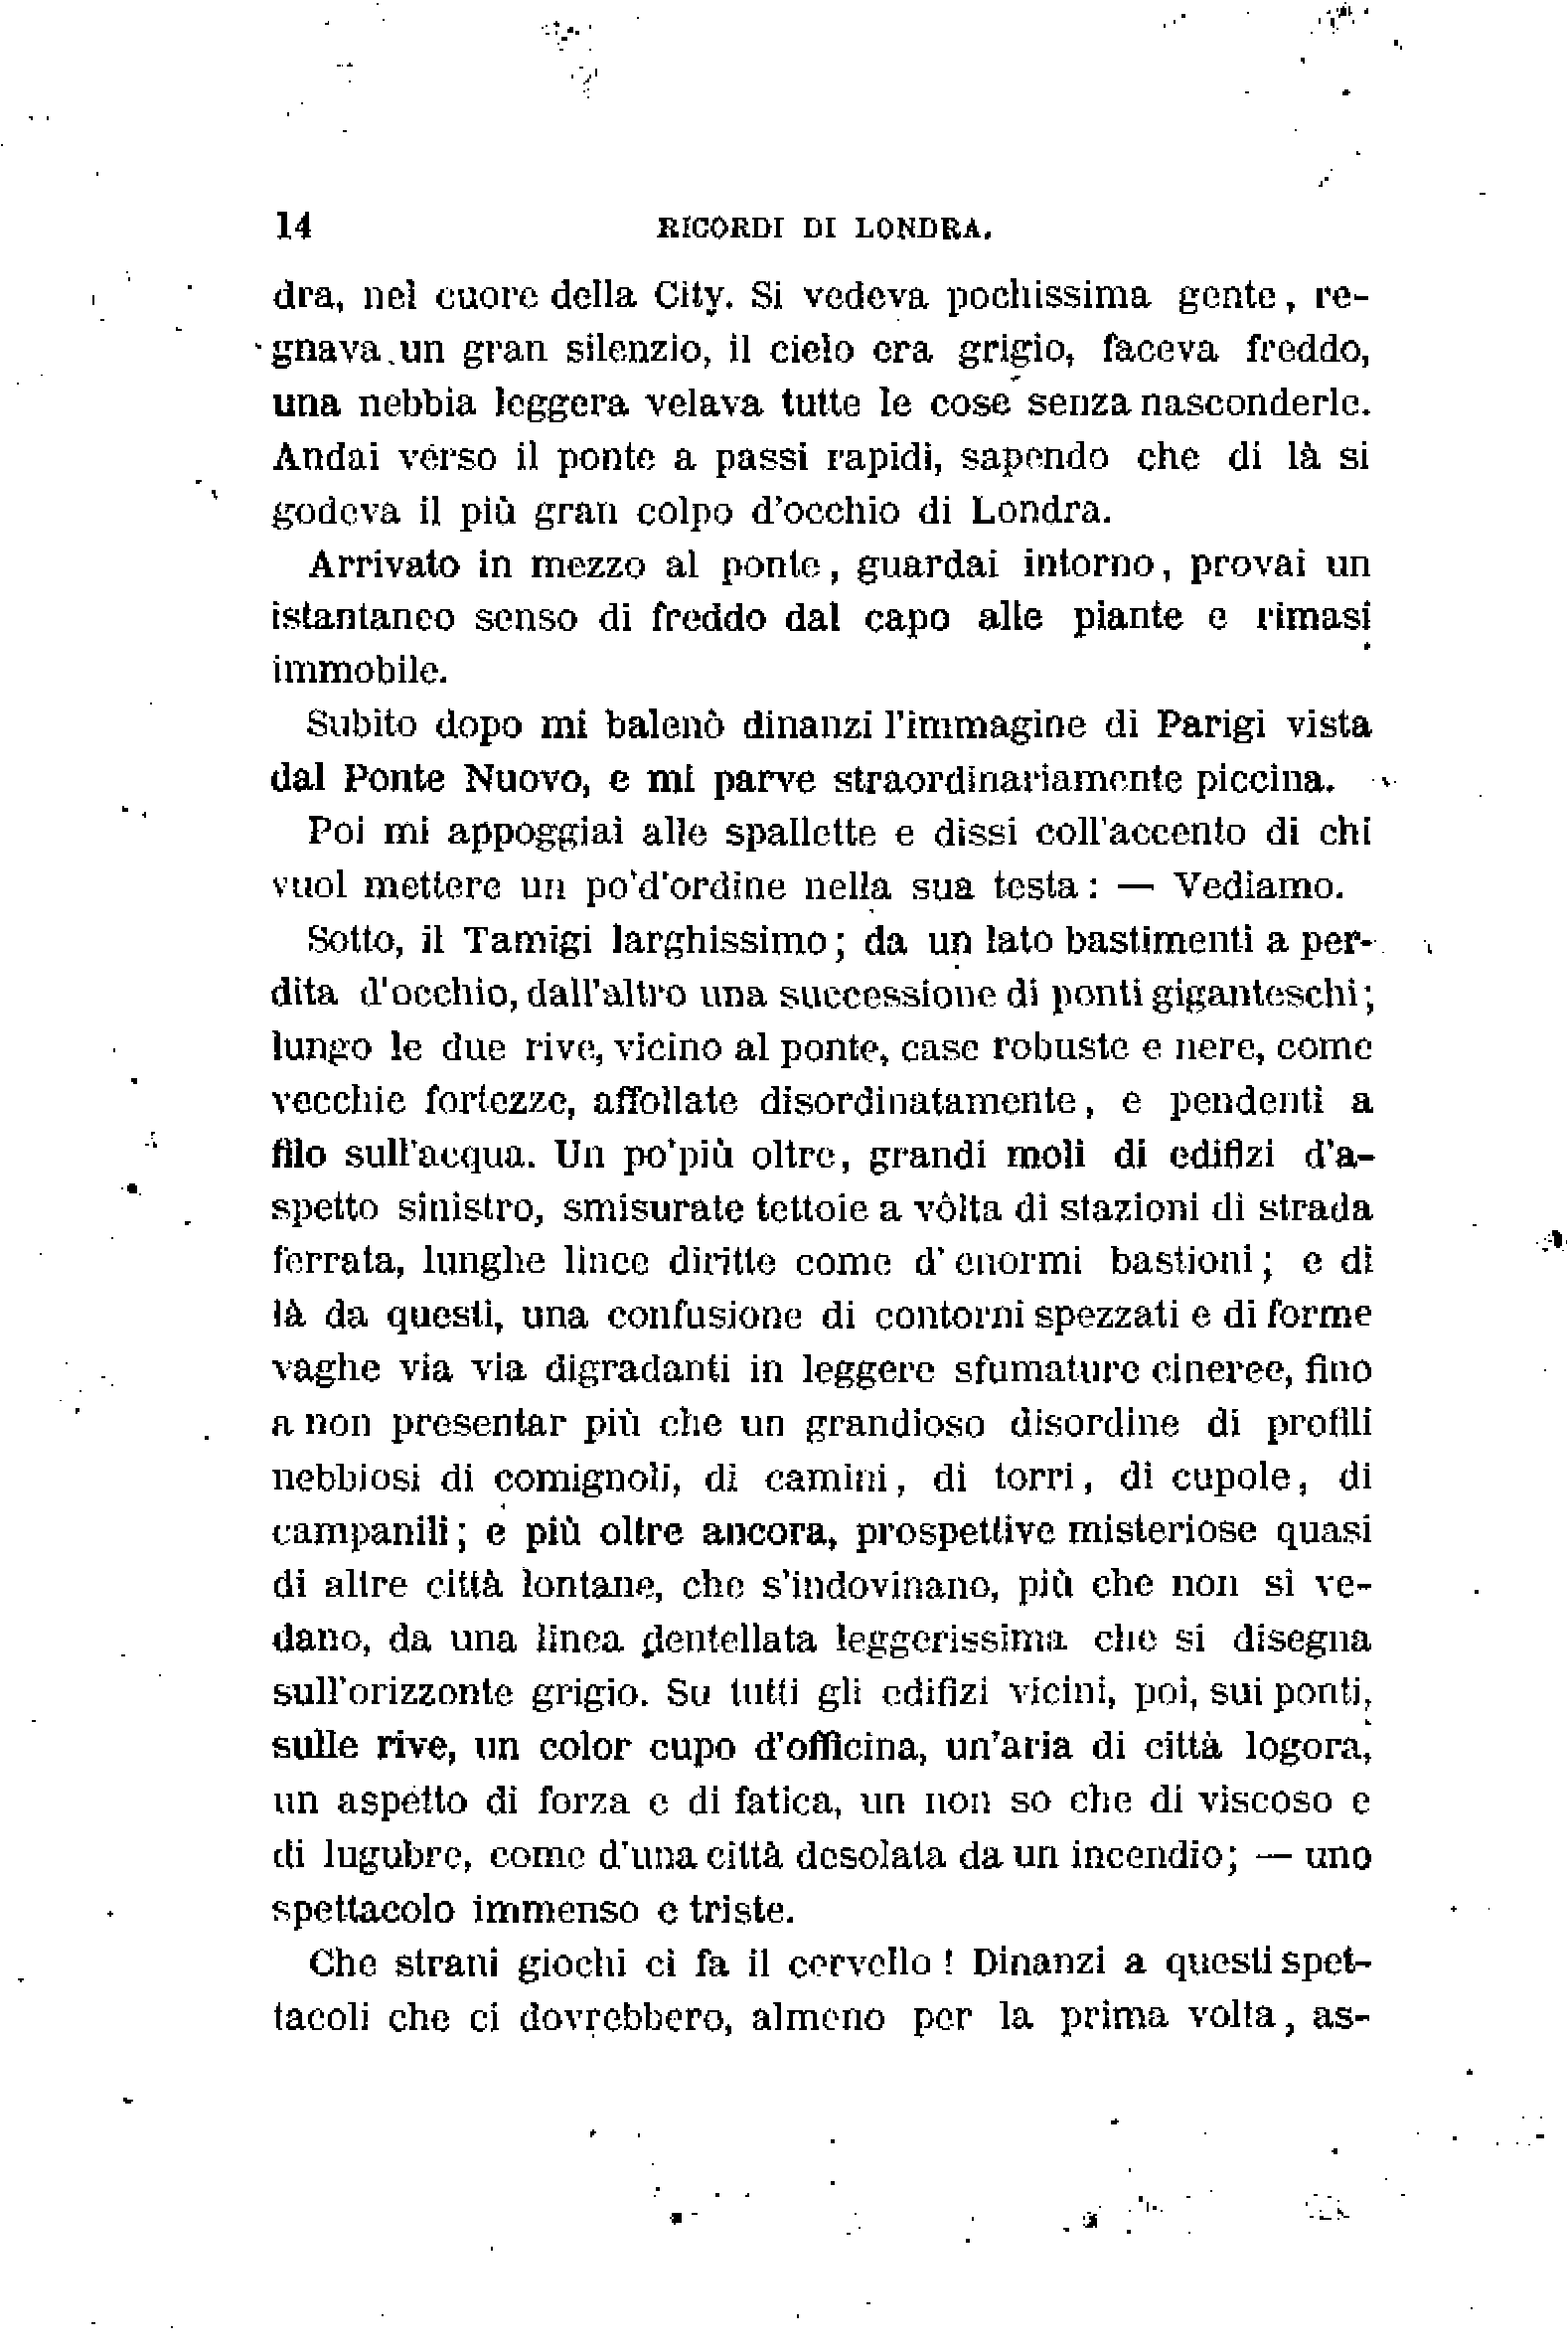 14 RICORDI DI LONDRA.
dra, nel cuore della City. Si vedeva pochissima gente, re-
gnava un gran silenzio, il cielo era grigio, faceva freddo,
una nebbia leggera velava tutte le cose senza nasconderle.
Andai verso il ponte a passi rapidi, sapendo che di là si
godeva il più gran colpo d'occhio di Londra.
Arrivato in mezzo al ponte, guardai intorno, provai un
istantaneo senso di freddo dal capo alle piante e rimasi
immobile.
Subito dopo mi balenò dinanzi l'immagine di Parigi vista
dal Ponte Nuovo, e mi parve straordinariamente piccina.
Poi mi appoggiai alle spallette e dissi coll'accento di chi
vuol mettere un po'd'ordine nella sua testa: — Vediamo.
Sotto, il Tamigi larghissimo; da un lato bastimenti a per-
dita d'occhio, dall'altro una successione di ponti giganteschi;
lungo le due rive, vicino al ponte, case robuste e nere, come
vecchie fortezze, affollate disordinatamente, e pendenti a
filo sull'acqua. Un po'più oltre, grandi moli di edifizi d'a-
spetto sinistro, smisurate tettoie a vôlta di stazioni di strada
ferrata, lunghe linee diritte come d'enormi bastioni; e di
là da questi, una confusione di contorni spezzati e di forme
vaghe via via digradanti in leggere sfumature cineree, fino
a non presentar più che un grandioso disordine di profili
nebbiosi di comignoli, di camini, di torri, di cupole, di
campanili; e più oltre ancora, prospettive misteriose quasi
di altre città lontane, che s'indovinano, più che non si ve-
dano, da una linea dentellata leggerissima che si disegna
sull'orizzonte grigio. Su tutti gli edifizi vicini, poi, sui ponti,
sulle rive, un color cupo d'officina, un'aria di città logora,
un aspetto di forza e di fatica, un non so che di viscoso e
di lugubre, come d'una città desolata da un incendio; — uno
spettacolo immenso e triste.
Che strani giochi ci fa il cervello! Dinanzi a questi spet-
tacoli che ci dovrebbero, almeno per la prima volta, as-